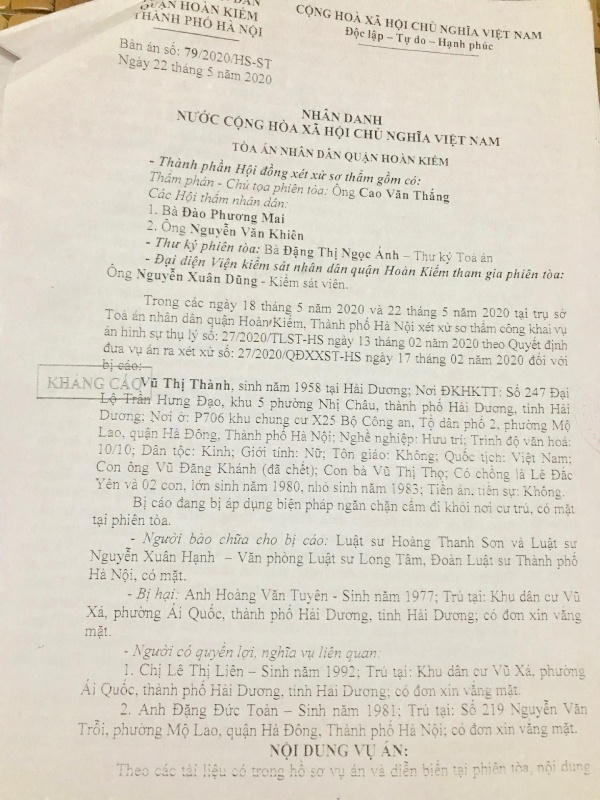 QUẬN HOÀN KIẾM
THÀNH PHỐ HÀ NỘI
CỘNG HOÀ XÃ HỘI CHỦ NGHĨA VIỆT NAM
Độc lập – Tự do – Hạnh phúc
Bản án số: 79/2020/HS-ST
Ngày 22 tháng 5 năm 2020
NHÂN DANH
NƯỚC CỘNG HÒA XÃ HỘI CHỦ NGHĨA VIỆT NAM
TÒA ÁN NHÂN DÂN QUẬN HOÀN KIẾM
- Thành phần Hội đồng xét xử sơ thẩm gồm có:
Thẩm phán - Chủ tọa phiên tòa: Ông Cao Văn Thắng
Các Hội thẩm nhân dân:
1. Bà Đào Phương Mai
2. Ông Nguyễn Văn Khiên
- Thư ký phiên tòa: Bà Đặng Thị Ngọc Ánh – Thư ký Toà án
- Đại diện Viện kiểm sát nhân dân quận Hoàn Kiếm tham gia phiên tòa:
Ông Nguyễn Xuân Dũng - Kiểm sát viên.
Trong các ngày 18 tháng 5 năm 2020 và 22 tháng 5 năm 2020 tại trụ sở
Toà án nhân dân quận Hoàn Kiếm, Thành phố Hà Nội xét xử sơ thẩm công khai vụ
án hình sự thụ lý số: 27/2020/TLST-HS ngày 13 tháng 02 năm 2020 theo Quyết định
đưa vụ án ra xét xử số: 27/2020/QĐXXST-HS ngày 17 tháng 02 năm 2020 đối với
bị cáo:
KHÁNG CÁO
Vũ Thị Thành, sinh năm 1958 tại Hải Dương; Nơi ĐKHKTT: Số 247 Đại
Lộ Trần Hưng Đạo, khu 5 phường Nhị Châu, thành phố Hải Dương, tỉnh Hải
Dương; Nơi ở: P706 khu chung cư X25 Bộ Công an, Tổ dân phố 2, phường Mộ
Lao, quận Hà Đông, Thành phố Hà Nội; Nghề nghiệp: Hưu trí; Trình độ văn hoá:
10/10; Dân tộc: Kinh; Giới tính: Nữ; Tôn giáo: Không; Quốc tịch: Việt Nam;
Con ông Vũ Đăng Khánh (đã chết); Con bà Vũ Thị Thọ; Có chồng là Lê Đắc
Yên và 02 con, lớn sinh năm 1980, nhỏ sinh năm 1983; Tiền án, tiền sự: Không.
Bị cáo đang bị áp dụng biện pháp ngăn chặn cấm đi khỏi nơi cư trú, có mặt
tại phiên tòa.
- Người bào chữa cho bị cáo: Luật sư Hoàng Thanh Sơn và Luật sư
Nguyễn Xuân Hạnh – Văn phòng Luật sư Long Tâm, Đoàn Luật sư Thành phố
Hà Nội, có mặt.
- Bị hại: Anh Hoàng Văn Tuyên - Sinh năm 1977; Trú tại: Khu dân cư Vũ
Xá, phường Ái Quốc, thành phố Hải Dương, tỉnh Hải Dương; có đơn xin vắng
mặt.
- Người có quyền lợi, nghĩa vụ liên quan:
1. Chị Lê Thị Liên – Sinh năm 1992; Trú tại: Khu dân cư Vũ Xá, phường
Ái Quốc, thành phố Hải Dương, tỉnh Hải Dương; có đơn xin vắng mặt.
2. Anh Đặng Đức Toản – Sinh năm 1981; Trú tại: Số 219 Nguyễn Văn
Trỗi, phường Mộ Lao, quận Hà Đông, Thành phố Hà Nội; có đơn xin vắng mặt.
NỘI DUNG VỤ ÁN:
Theo các tài liệu có trong hồ sơ vụ án và diễn biến tại phiên tòa, nội dung